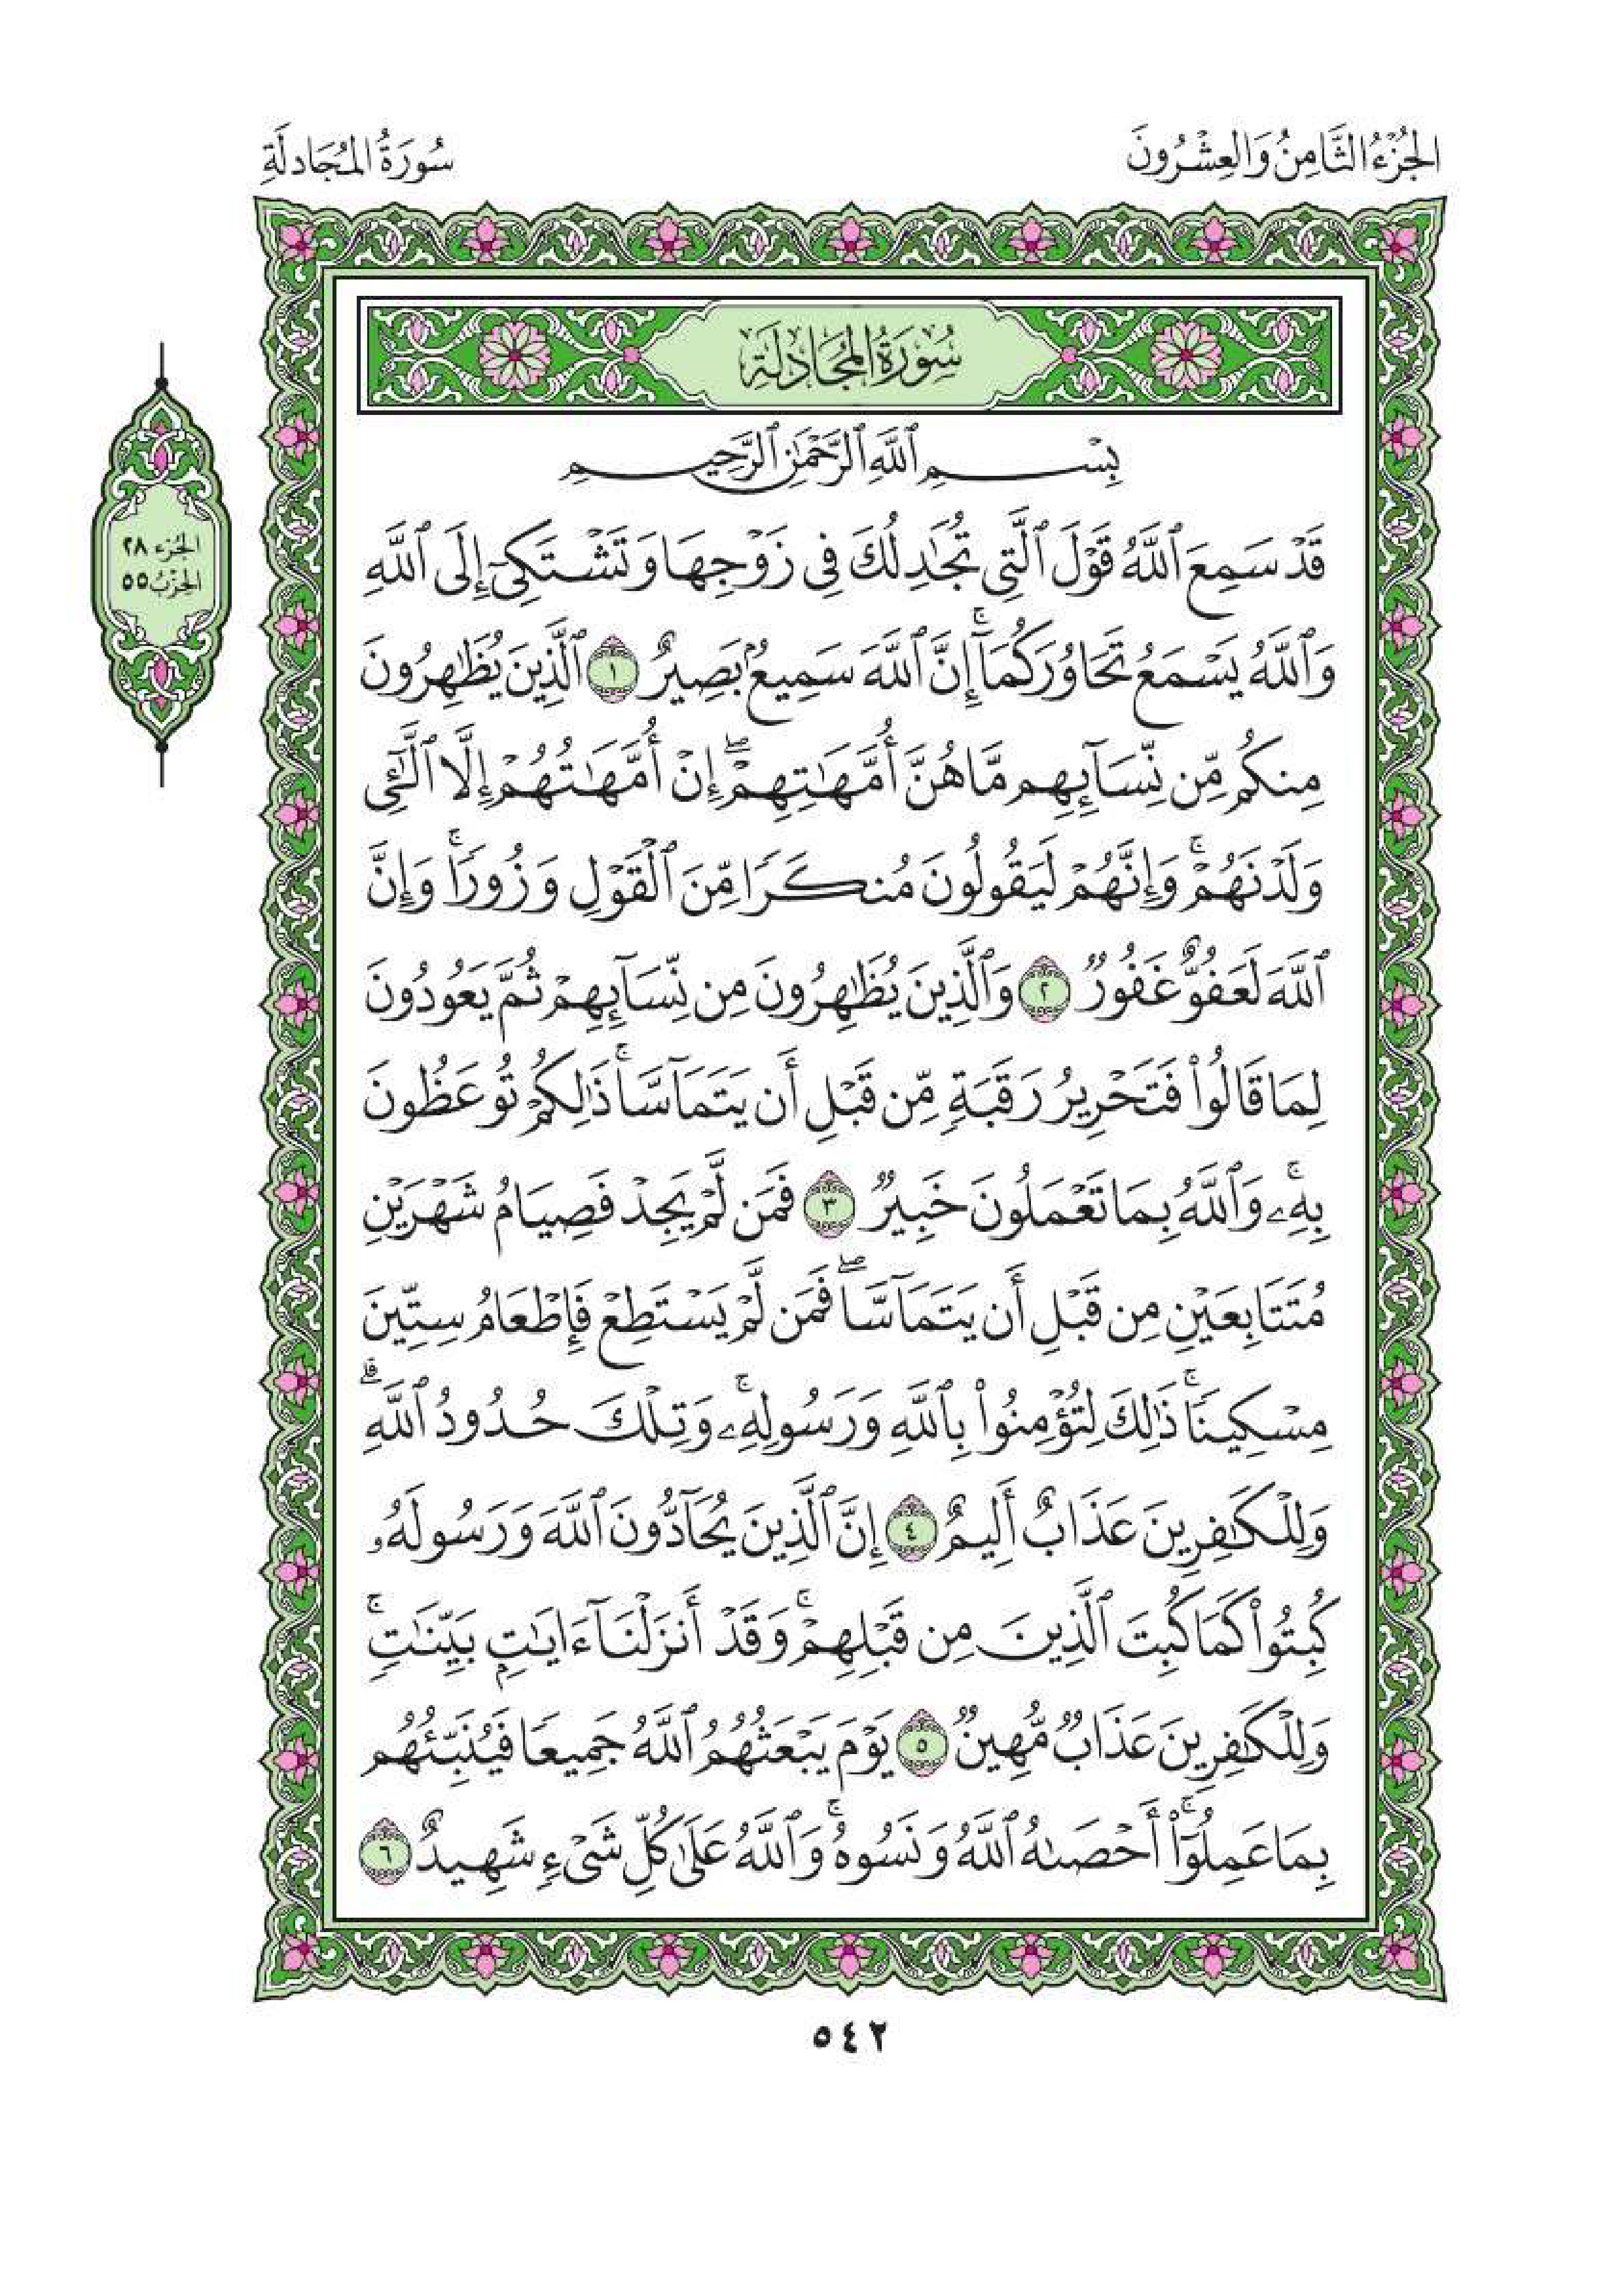 الجُزْءُ الثَّامِنُ وَالعِشْرُونَ
سُورَةُ المُجَادلَةِ
سُورَةُ المُجَادلَةِ
بِسْمِ ٱللَّهِ ٱلرَّحْمَٰنِ ٱلرَّحِيمِ
قَدْ سَمِعَ ٱللَّهُ قَوْلَ ٱلَّتِى تُجَٰدِلُكَ فِى زَوْجِهَا وَتَشْتَكِىٓ إِلَى ٱللَّهِ
وَٱللَّهُ يَسْمَعُ تَحَاوُرَكُمَآ ۚ إِنَّ ٱللَّهَ سَمِيعٌۢ بَصِيرٌ ١ ٱلَّذِينَ يُظَٰهِرُونَ
مِنكُم مِّن نِّسَآئِهِم مَّا هُنَّ أُمَّهَٰتِهِمْ ۖ إِنْ أُمَّهَٰتُهُمْ إِلَّا ٱلَّٰٓـِٔى
وَلَدْنَهُمْ ۚ وَإِنَّهُمْ لَيَقُولُونَ مُنكَرًا مِّنَ ٱلْقَوْلِ وَزُورًا ۚ وَإِنَّ
ٱللَّهَ لَعَفُوٌّ غَفُورٌ ٢ وَٱلَّذِينَ يُظَٰهِرُونَ مِن نِّسَآئِهِمْ ثُمَّ يَعُودُونَ
لِمَا قَالُوا۟ فَتَحْرِيرُ رَقَبَةٍ مِّن قَبْلِ أَن يَتَمَآسَّا ۚ ذَٰلِكُمْ تُوعَظُونَ
بِهِۦ ۚ وَٱللَّهُ بِمَا تَعْمَلُونَ خَبِيرٌ ٣ فَمَن لَّمْ يَجِدْ فَصِيَامُ شَهْرَيْنِ
مُتَتَابِعَيْنِ مِن قَبْلِ أَن يَتَمَآسَّا ۖ فَمَن لَّمْ يَسْتَطِعْ فَإِطْعَامُ سِتِّينَ
مِسْكِينًا ۚ ذَٰلِكَ لِتُؤْمِنُوا۟ بِٱللَّهِ وَرَسُولِهِۦ ۚ وَتِلْكَ حُدُودُ ٱللَّهِ ۗ
وَلِلْكَٰفِرِينَ عَذَابٌ أَلِيمٌ ٤ إِنَّ ٱلَّذِينَ يُحَآدُّونَ ٱللَّهَ وَرَسُولَهُۥ
كُبِتُوا۟ كَمَا كُبِتَ ٱلَّذِينَ مِن قَبْلِهِمْ ۚ وَقَدْ أَنزَلْنَآ ءَايَٰتٍۭ بَيِّنَٰتٍ ۚ
وَلِلْكَٰفِرِينَ عَذَابٌ مُّهِينٌ ٥ يَوْمَ يَبْعَثُهُمُ ٱللَّهُ جَمِيعًا فَيُنَبِّئُهُم
بِمَا عَمِلُوٓا۟ ۚ أَحْصَىٰهُ ٱللَّهُ وَنَسُوهُ ۚ وَٱللَّهُ عَلَىٰ كُلِّ شَىْءٍ شَهِيدٌ ٦
الجُزء ٢٨
الحِزْبُ ٥٥
٥٤٢